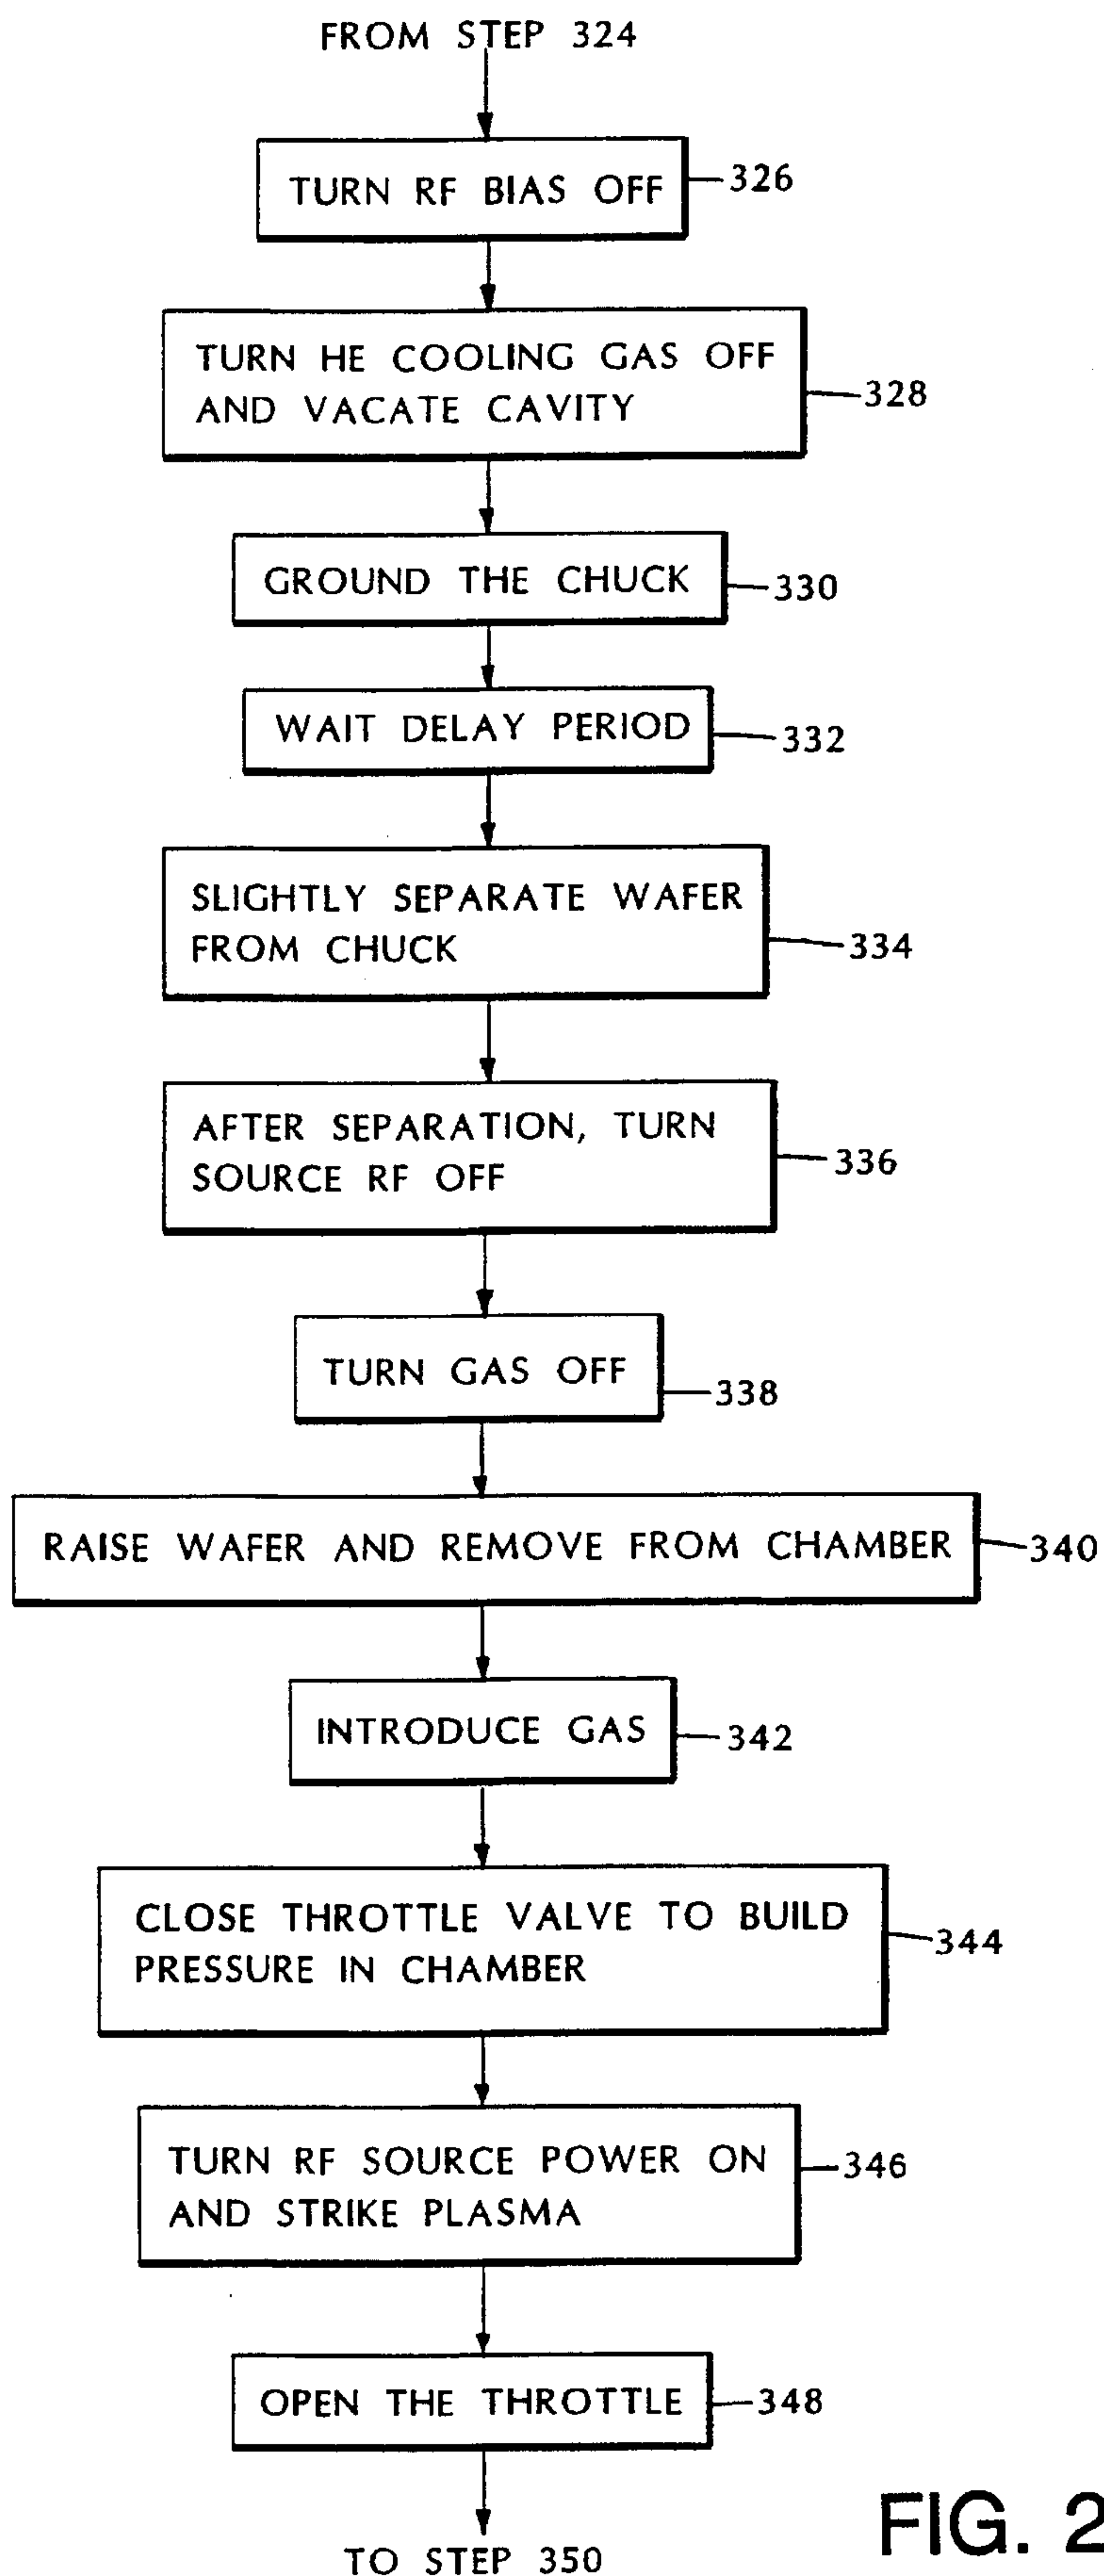 FROM STEP 324
TURN RF BIAS OFF
326
TURN HE COOLING GAS OFF
AND VACATE CAVITY
328
GROUND THE CHUCK
330
WAIT DELAY PERIOD
332
SLIGHTLY SEPARATE WAFER
FROM CHUCK
334
AFTER SEPARATION, TURN
SOURCE RF OFF
336
TURN GAS OFF
338
RAISE WAFER AND REMOVE FROM CHAMBER
340
INTRODUCE GAS
342
CLOSE THROTTLE VALVE TO BUILD
PRESSURE IN CHAMBER
344
TURN RF SOURCE POWER ON
AND STRIKE PLASMA
346
OPEN THE THROTTLE
348
TO STEP 350
FIG. 2